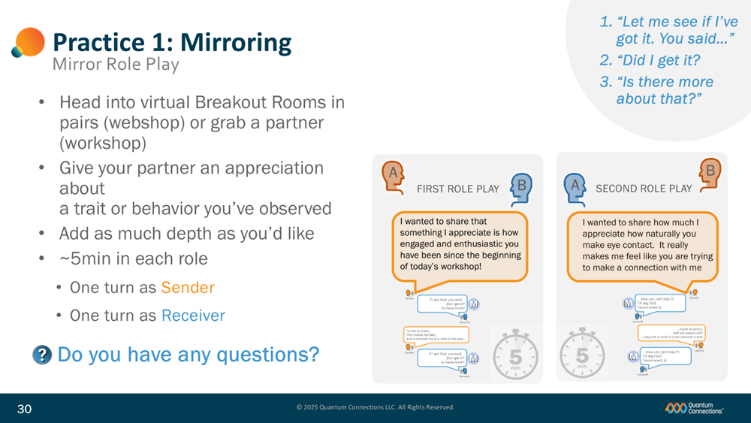 Practice 1: Mirroring
Mirror Role Play
1. “Let me see if I’ve
got it. You said...”
2. “Did I get it?
3. “Is there more
about that?”
• Head into virtual Breakout Rooms in
pairs (webshop) or grab a partner
(workshop)
• Give your partner an appreciation
about
a trait or behavior you’ve observed
• Add as much depth as you’d like
• ~5min in each role
• One turn as Sender
• One turn as Receiver
? Do you have any questions?
A
FIRST ROLE PLAY
B
I wanted to share that
something I appreciate is how
engaged and enthusiastic you
have been since the beginning
of today’s workshop!
M
M
5
min
A
SECOND ROLE PLAY
B
I wanted to share how much I
appreciate how naturally you
make eye contact. It really
makes me feel like you are trying
to make a connection with me
M
M
5
min
30
© 2025 Quantum Connections LLC. All Rights Reserved.
Quantum
Connections